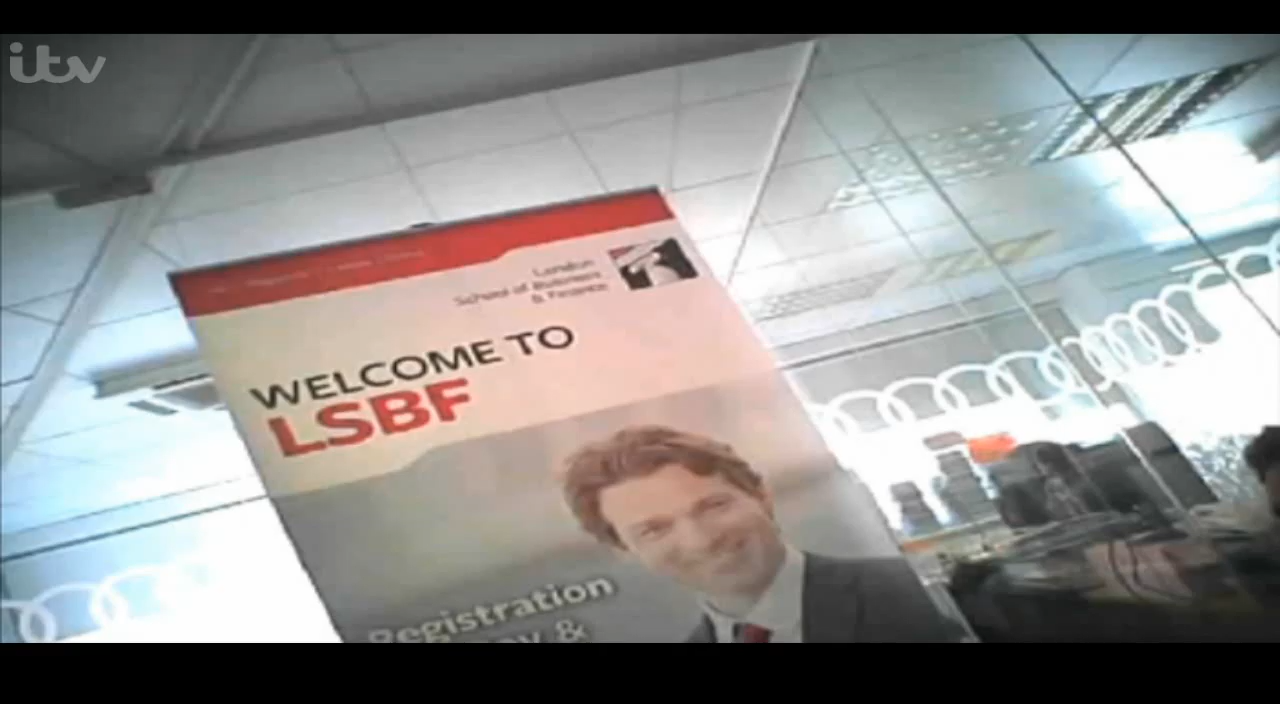 itv
London
School of Business
& Finance
WELCOME TO
LSBF
Registration
&